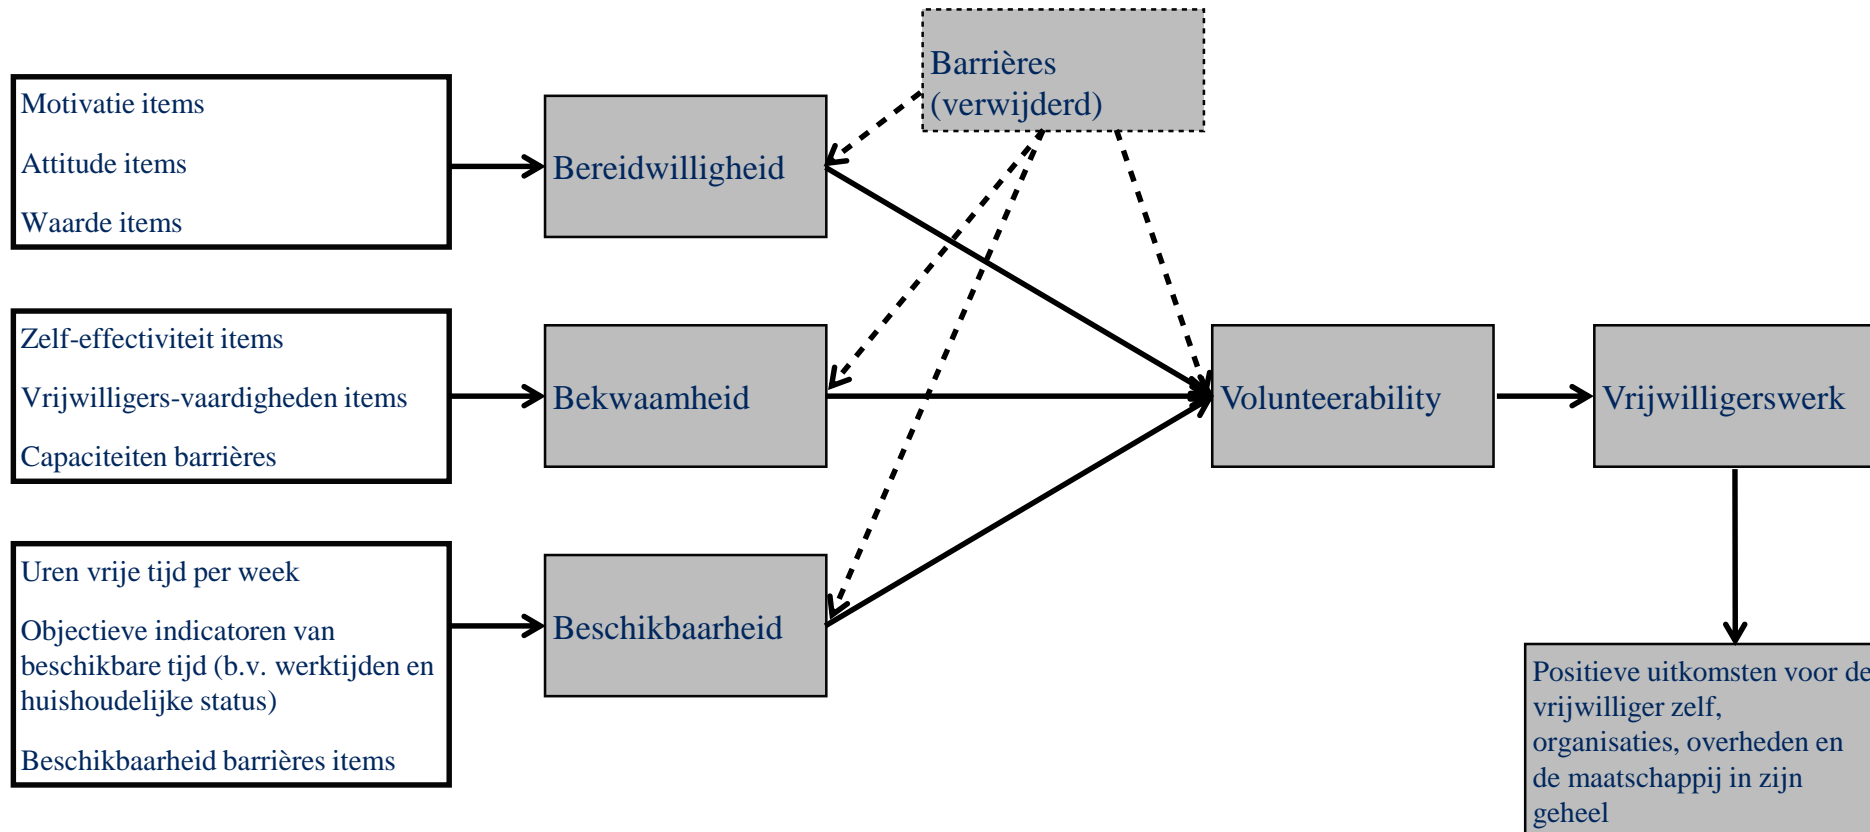 Barrières
(verwijderd)
Motivatie items
Attitude items
Waarde items
Bereidwilligheid
Zelf-effectiviteit items
Vrijwilligers-vaardigheden items
Capaciteiten barrières
Bekwaamheid
Volunteerability
Vrijwilligerswerk
Uren vrije tijd per week
Objectieve indicatoren van
beschikbare tijd (b.v. werktijden en
huishoudelijke status)
Beschikbaarheid barrières items
Beschikbaarheid
Positieve uitkomsten voor de
vrijwilliger zelf,
organisaties, overheden en
de maatschappij in zijn
geheel